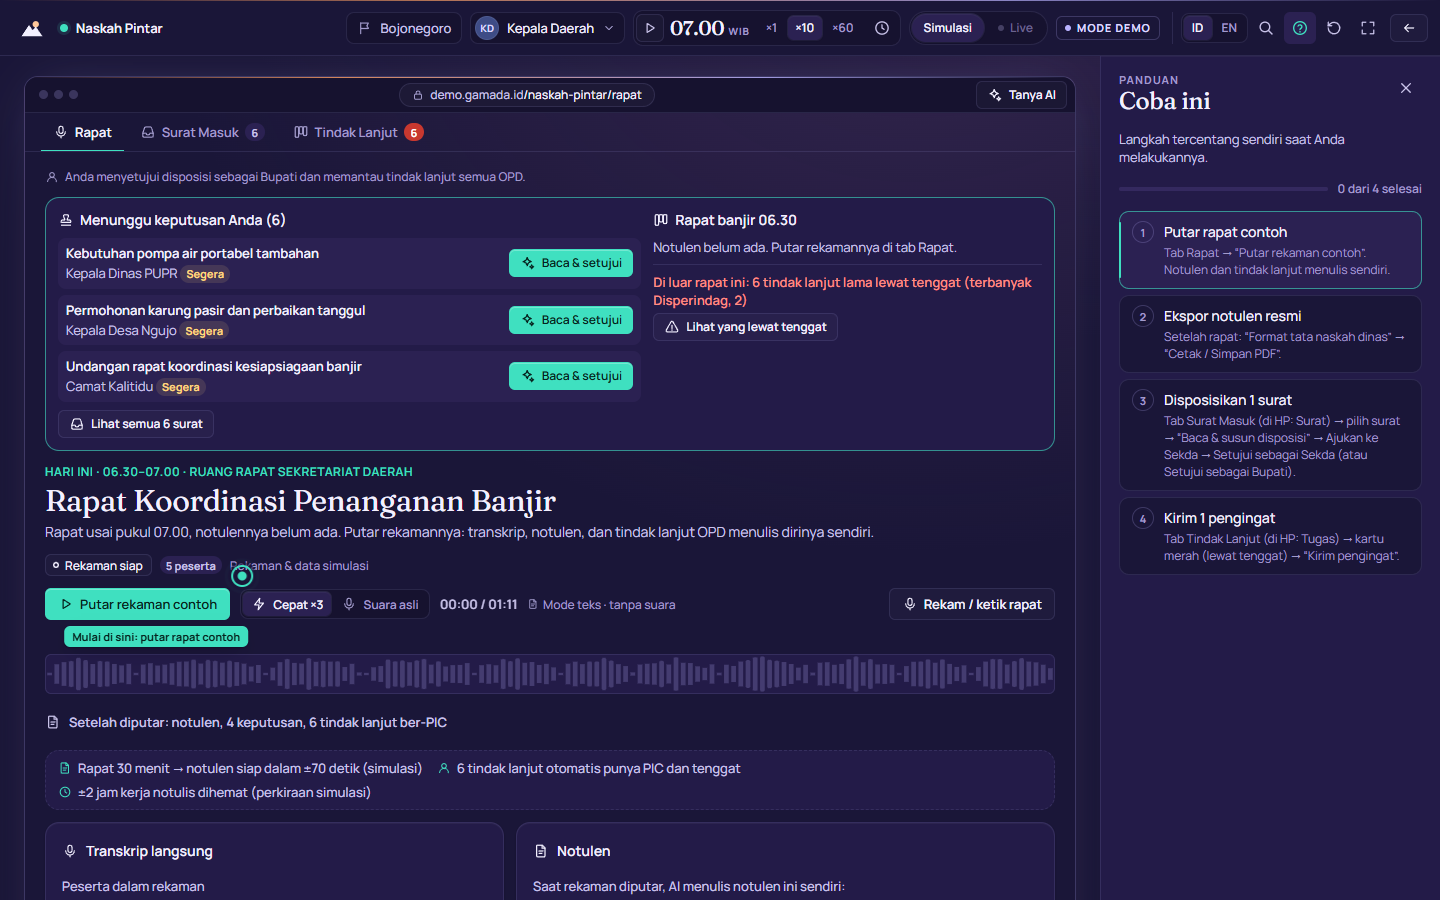 Naskah Pintar
Bojonegoro
KD Kepala Daerah
07.00 WIB
×1 ×10 ×60
Simulasi Live
MODE DEMO
ID EN
demo.gamada.id/naskah-pintar/rapat
Tanya AI
Rapat
Surat Masuk 6
Tindak Lanjut 6
Anda menyetujui disposisi sebagai Bupati dan memantau tindak lanjut semua OPD.
Menunggu keputusan Anda (6)
Kebutuhan pompa air portabel tambahan
Kepala Dinas PUPR Segera
Baca & setujui
Permohonan karung pasir dan perbaikan tanggul
Kepala Desa Ngujo Segera
Baca & setujui
Undangan rapat koordinasi kesiapsiagaan banjir
Camat Kalitidu Segera
Baca & setujui
Lihat semua 6 surat
Rapat banjir 06.30
Notulen belum ada. Putar rekamannya di tab Rapat.
Di luar rapat ini: 6 tindak lanjut lama lewat tenggat (terbanyak
Disperindag, 2)
Lihat yang lewat tenggat
HARI INI · 06.30–07.00 · RUANG RAPAT SEKRETARIAT DAERAH
Rapat Koordinasi Penanganan Banjir
Rapat usai pukul 07.00, notulennya belum ada. Putar rekamannya: transkrip, notulen, dan tindak lanjut OPD menulis dirinya sendiri.
Rekaman siap
5 peserta
Rekaman & data simulasi
Putar rekaman contoh
Cepat ×3
Suara asli
00:00 / 01:11
Mode teks · tanpa suara
Rekam / ketik rapat
Mulai di sini: putar rapat contoh
Setelah diputar: notulen, 4 keputusan, 6 tindak lanjut ber-PIC
Rapat 30 menit → notulen siap dalam ±70 detik (simulasi)
6 tindak lanjut otomatis punya PIC dan tenggat
±2 jam kerja notulis dihemat (perkiraan simulasi)
Transkrip langsung
Peserta dalam rekaman
Notulen
Saat rekaman diputar, AI menulis notulen ini sendiri:
PANDUAN
Coba ini
Langkah tercentang sendiri saat Anda
melakukannya.
0 dari 4 selesai
1 Putar rapat contoh
Tab Rapat → “Putar rekaman contoh”.
Notulen dan tindak lanjut menulis sendiri.
2 Ekspor notulen resmi
Setelah rapat: “Format tata naskah dinas” →
“Cetak / Simpan PDF”.
3 Disposisikan 1 surat
Tab Surat Masuk (di HP: Surat) → pilih surat
→ “Baca & susun disposisi” → Ajukan ke
Sekda → Setujui sebagai Sekda (atau
Setujui sebagai Bupati).
4 Kirim 1 pengingat
Tab Tindak Lanjut (di HP: Tugas) → kartu
merah (lewat tenggat) → “Kirim pengingat”.